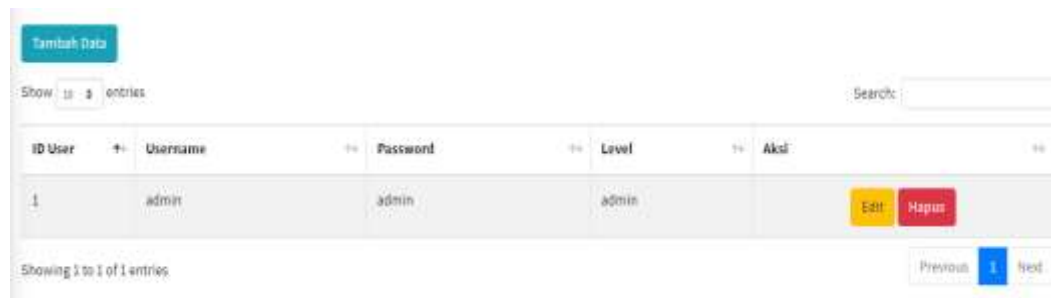 Tambah Data
Show 10 entries
Search:
ID User Username Password Level Aksi
1 admin admin admin Edit Hapus
Showing 1 to 1 of 1 entries
Previous 1 Next